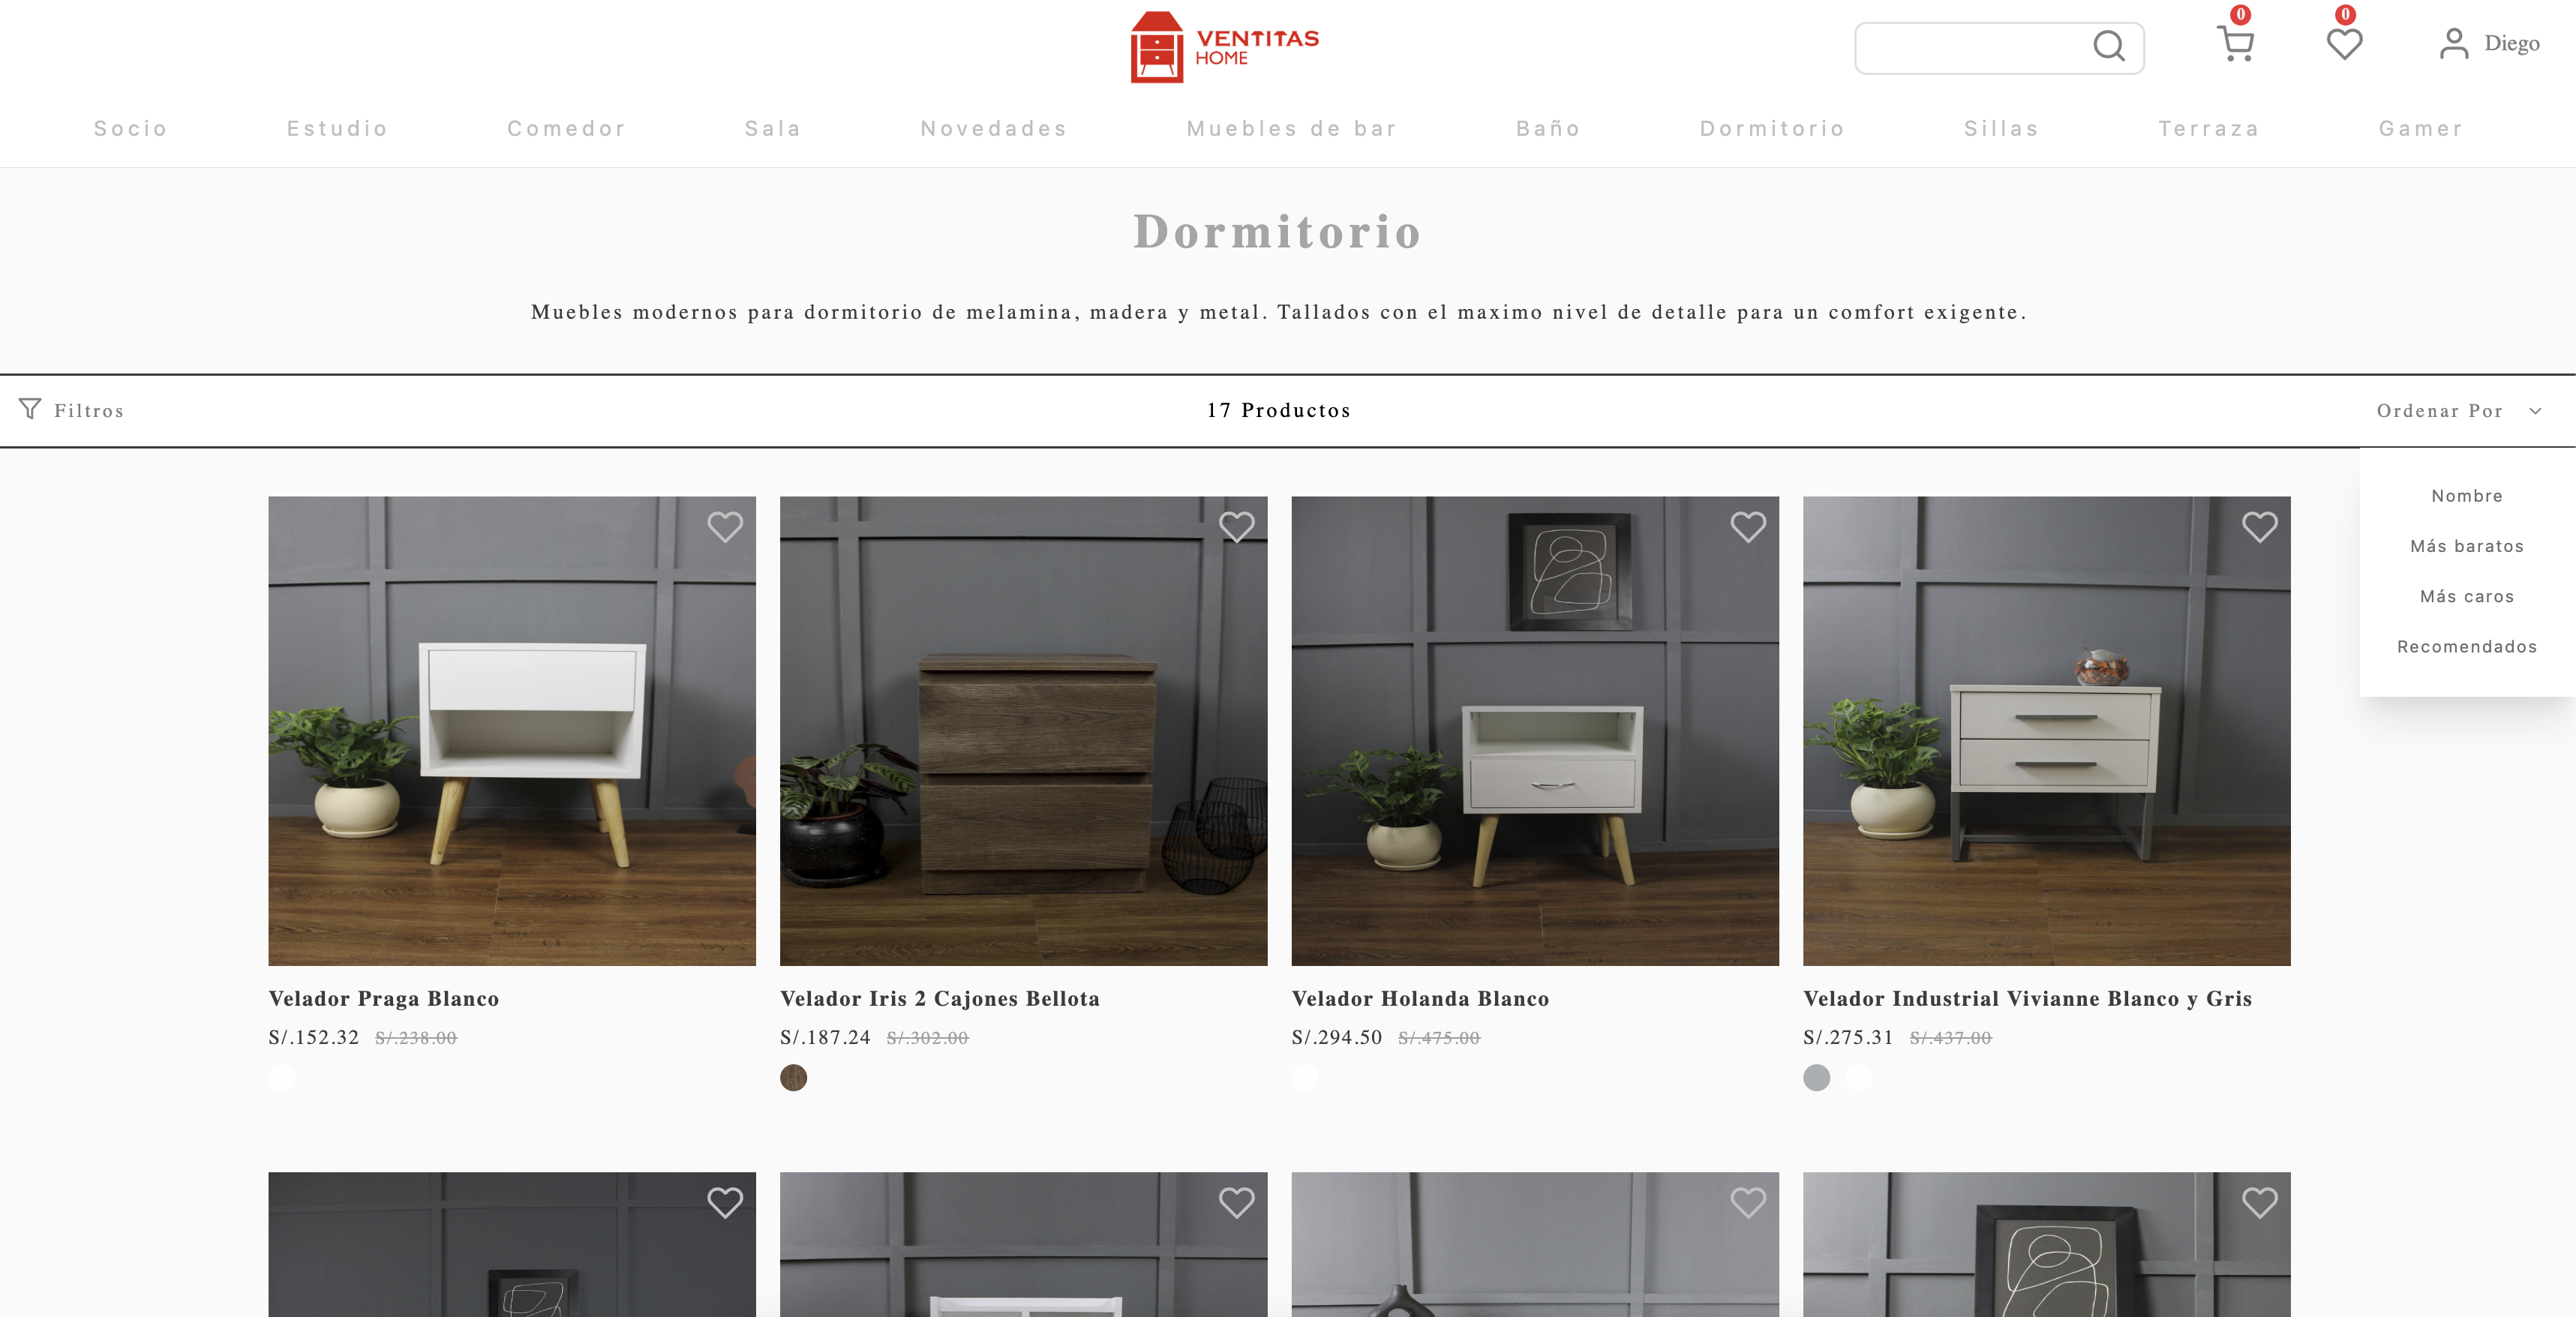 VENTITAS
HOME
0
0
Diego
Socio Estudio Comedor Sala Novedades Muebles de bar Baño Dormitorio Sillas Terraza Gamer
Dormitorio
Muebles modernos para dormitorio de melamina, madera y metal. Tallados con el maximo nivel de detalle para un comfort exigente.
Filtros
17 Productos
Ordenar Por
Nombre
Más baratos
Más caros
Recomendados
Velador Praga Blanco
S/.152.32 S/.238.00
Velador Iris 2 Cajones Bellota
S/.187.24 S/.302.00
Velador Holanda Blanco
S/.294.50 S/.475.00
Velador Industrial Vivianne Blanco y Gris
S/.275.31 S/.437.00